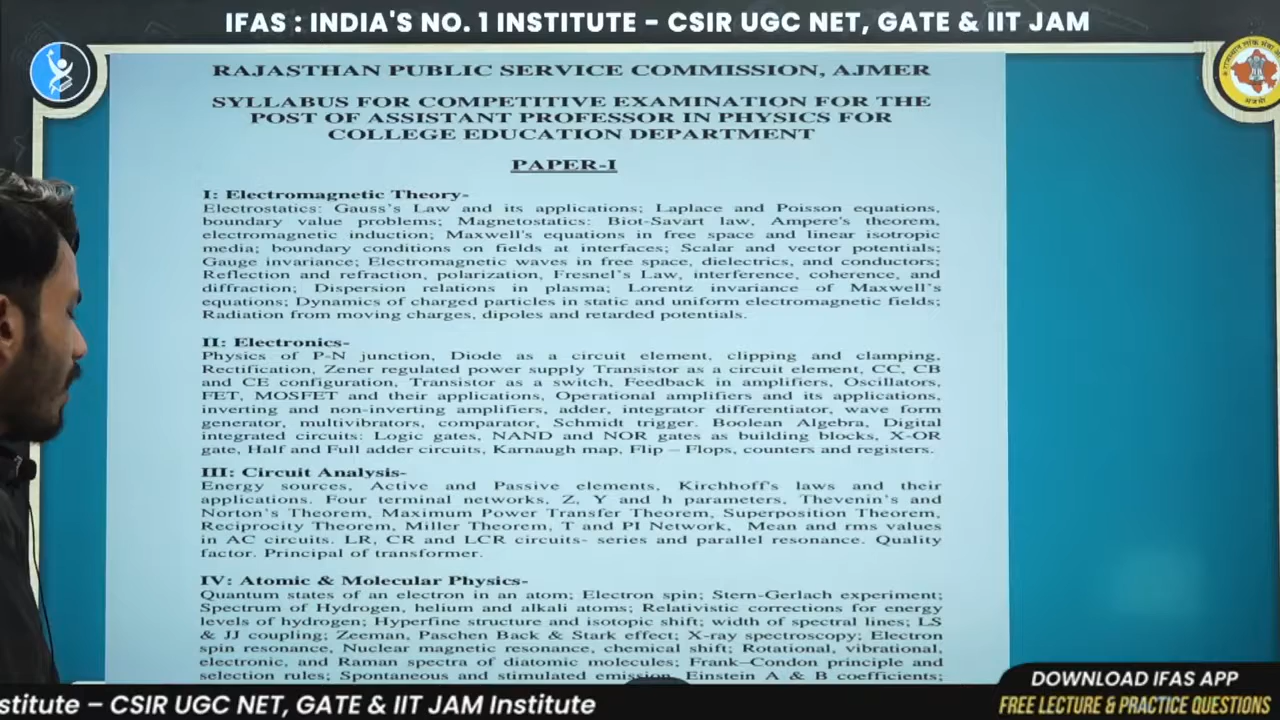 IFAS : INDIA'S NO. 1 INSTITUTE - CSIR UGC NET, GATE & IIT JAM
RAJASTHAN PUBLIC SERVICE COMMISSION, AJMER
SYLLABUS FOR COMPETITIVE EXAMINATION FOR THE
POST OF ASSISTANT PROFESSOR IN PHYSICS FOR
COLLEGE EDUCATION DEPARTMENT
PAPER-I
I: Electromagnetic Theory-
Electrostatics: Gauss's Law and its applications; Laplace and Poisson equations,
boundary value problems; Magnetostatics: Biot-Savart law, Ampere's theorem,
electromagnetic induction; Maxwell's equations in free space and linear isotropic
media; boundary conditions on fields at interfaces; Scalar and vector potentials;
Gauge invariance; Electromagnetic waves in free space, dielectrics, and conductors;
Reflection and refraction, polarization, Fresnel's Law, interference, coherence, and
diffraction; Dispersion relations in plasma; Lorentz invariance of Maxwell's
equations; Dynamics of charged particles in static and uniform electromagnetic fields;
Radiation from moving charges, dipoles and retarded potentials.
II: Electronics-
Physics of P-N junction, Diode as a circuit element, clipping and clamping,
Rectification, Zener regulated power supply Transistor as a circuit element, CC, CB
and CE configuration, Transistor as a switch, Feedback in amplifiers, Oscillators,
FET, MOSFET and their applications, Operational amplifiers and its applications,
inverting and non-inverting amplifiers, adder, integrator differentiator, wave form
generator, multivibrators, comparator, Schmidt trigger. Boolean Algebra, Digital
integrated circuits: Logic gates, NAND and NOR gates as building blocks, X-OR
gate, Half and Full adder circuits, Karnaugh map, Flip – Flops, counters and registers.
III: Circuit Analysis-
Energy sources, Active and Passive elements, Kirchhoff's laws and their
applications. Four terminal networks, Z, Y and h parameters, Thevenin's and
Norton's Theorem, Maximum Power Transfer Theorem, Superposition Theorem,
Reciprocity Theorem, Miller Theorem, T and PI Network, Mean and rms values
in AC circuits. LR, CR and LCR circuits- series and parallel resonance. Quality
factor. Principal of transformer.
IV: Atomic & Molecular Physics-
Quantum states of an electron in an atom; Electron spin; Stern-Gerlach experiment;
Spectrum of Hydrogen, helium and alkali atoms; Relativistic corrections for energy
levels of hydrogen; Hyperfine structure and isotopic shift; width of spectral lines; LS
& JJ coupling; Zeeman, Paschen Back & Stark effect; X-ray spectroscopy; Electron
spin resonance, Nuclear magnetic resonance, chemical shift; Rotational, vibrational,
electronic, and Raman spectra of diatomic molecules; Frank–Condon principle and
selection rules; Spontaneous and stimulated emission, Einstein A & B coefficients;
DOWNLOAD IFAS APP
FREE LECTURE & PRACTICE QUESTIONS
stitute – CSIR UGC NET, GATE & IIT JAM Institute